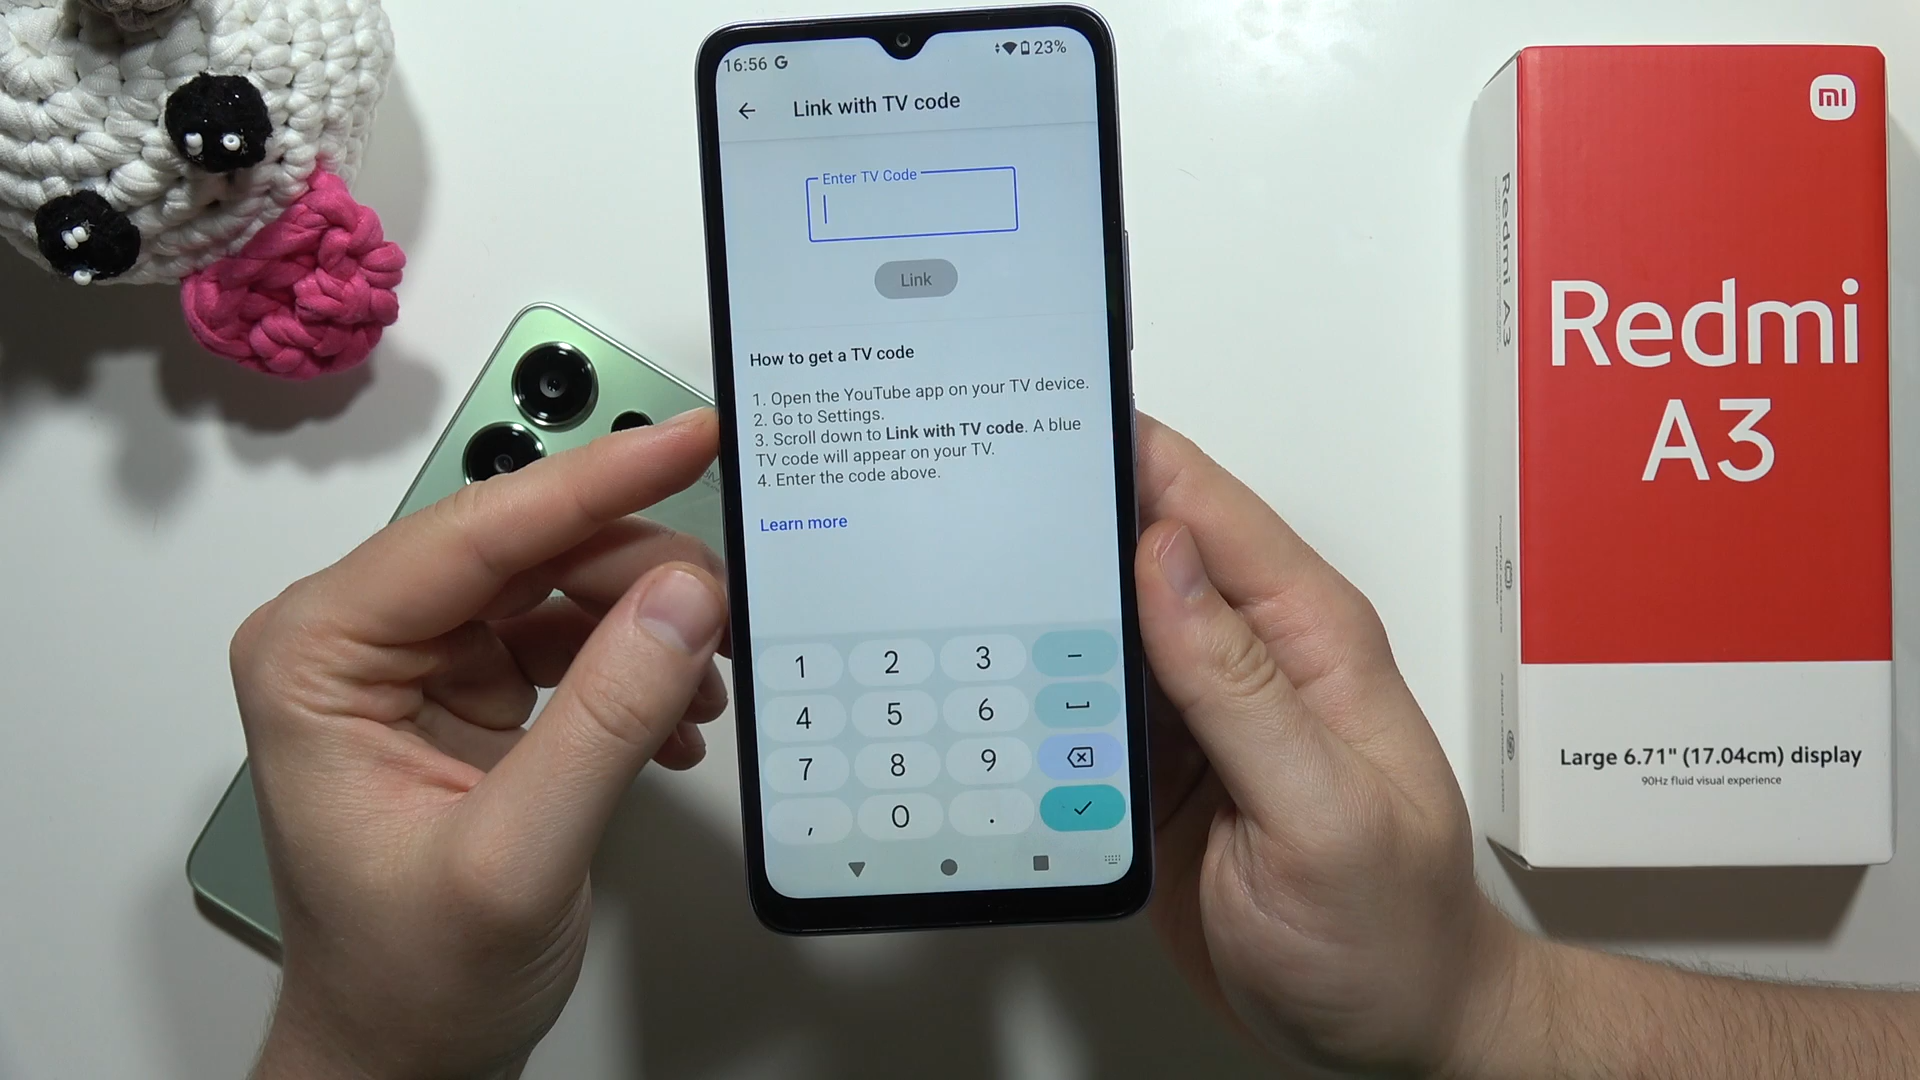 16:56 G
23%
Link with TV code
Enter TV Code
Link
How to get a TV code
1. Open the YouTube app on your TV device.
2. Go to Settings.
3. Scroll down to Link with TV code. A blue
TV code will appear on your TV.
4. Enter the code above.
Learn more
1 2 3 -
4 5 6
7 8 9
, 0 .
mi
Redmi
A3
Large 6.71" (17.04cm) display
90Hz fluid visual experience
Redmi A3